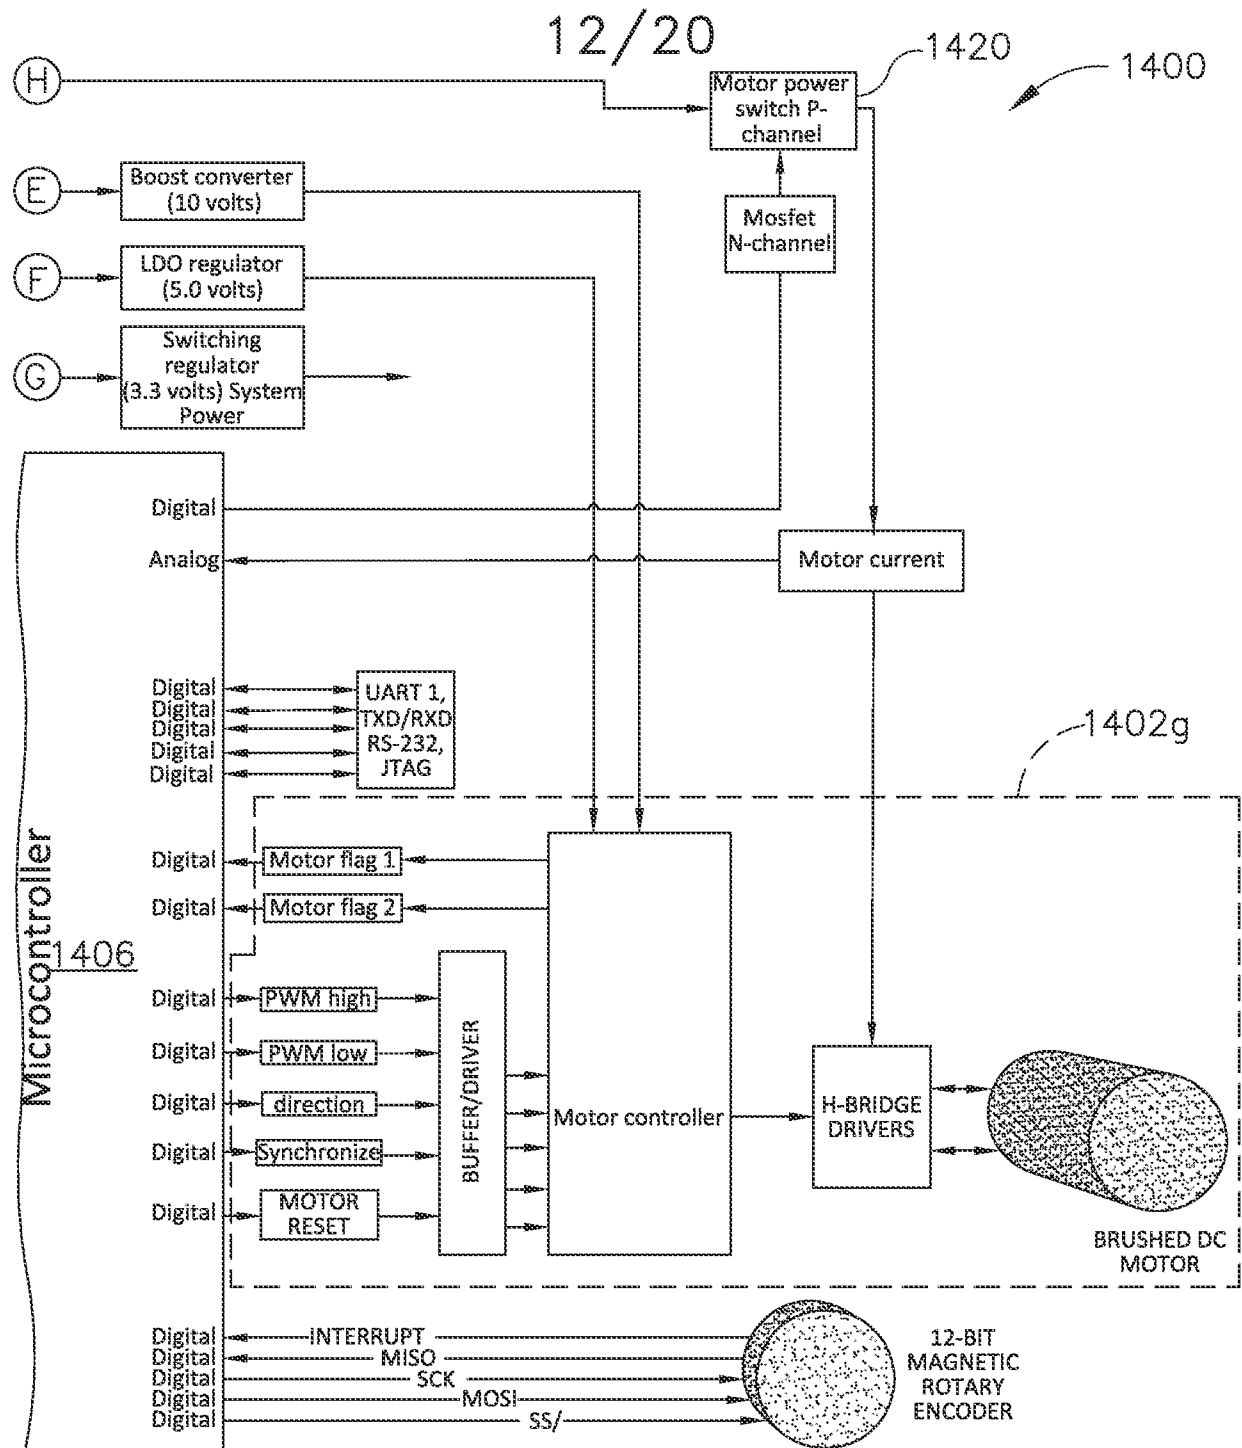 12/20
H
Motor power
switch P-
channel
1420
1400
E
Boost converter
(10 volts)
Mosfet
N-channel
F
LDO regulator
(5.0 volts)
G
Switching
regulator
(3.3 volts) System
Power
Digital
Analog
Motor current
Digital
Digital
Digital
Digital
Digital
UART 1,
TXD/RXD
RS-232,
JTAG
1402g
Microcontroller
1406
Digital
Motor flag 1
Digital
Motor flag 2
Digital
PWM high
Digital
PWM low
Digital
direction
Digital
Synchronize
Digital
MOTOR
RESET
BUFFER/DRIVER
Motor controller
H-BRIDGE
DRIVERS
BRUSHED DC
MOTOR
Digital
INTERRUPT
Digital
MISO
Digital
SCK
Digital
MOSI
Digital
SS/
12-BIT
MAGNETIC
ROTARY
ENCODER